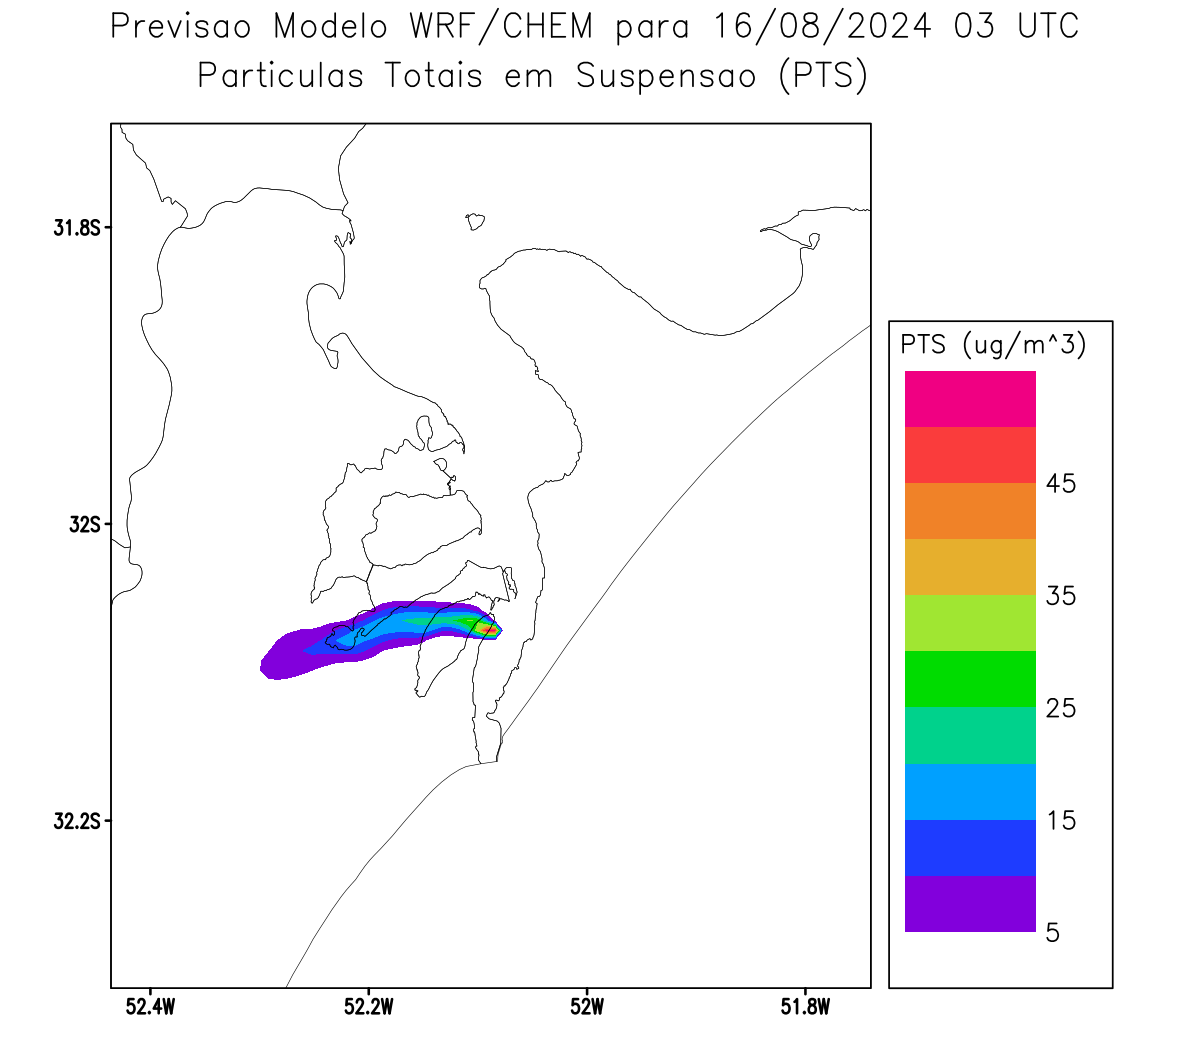 Previsao Modelo WRF/CHEM para 16/08/2024 03 UTC
Particulas Totais em Suspensao (PTS)
31.8S
32S
32.2S
52.4W 52.2W 52W 51.8W
PTS (ug/m^3)
45
35
25
15
5